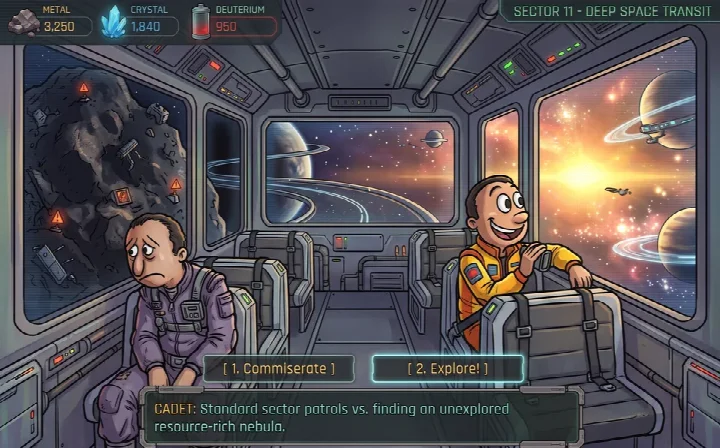 METAL
3,250
CRYSTAL
1,840
DEUTERIUM
950
SECTOR 11 - DEEP SPACE TRANSIT
[ 1. Commiserate ]
[ 2. Explore! ]
CADET: Standard sector patrols vs. finding an unexplored
resource-rich nebula.